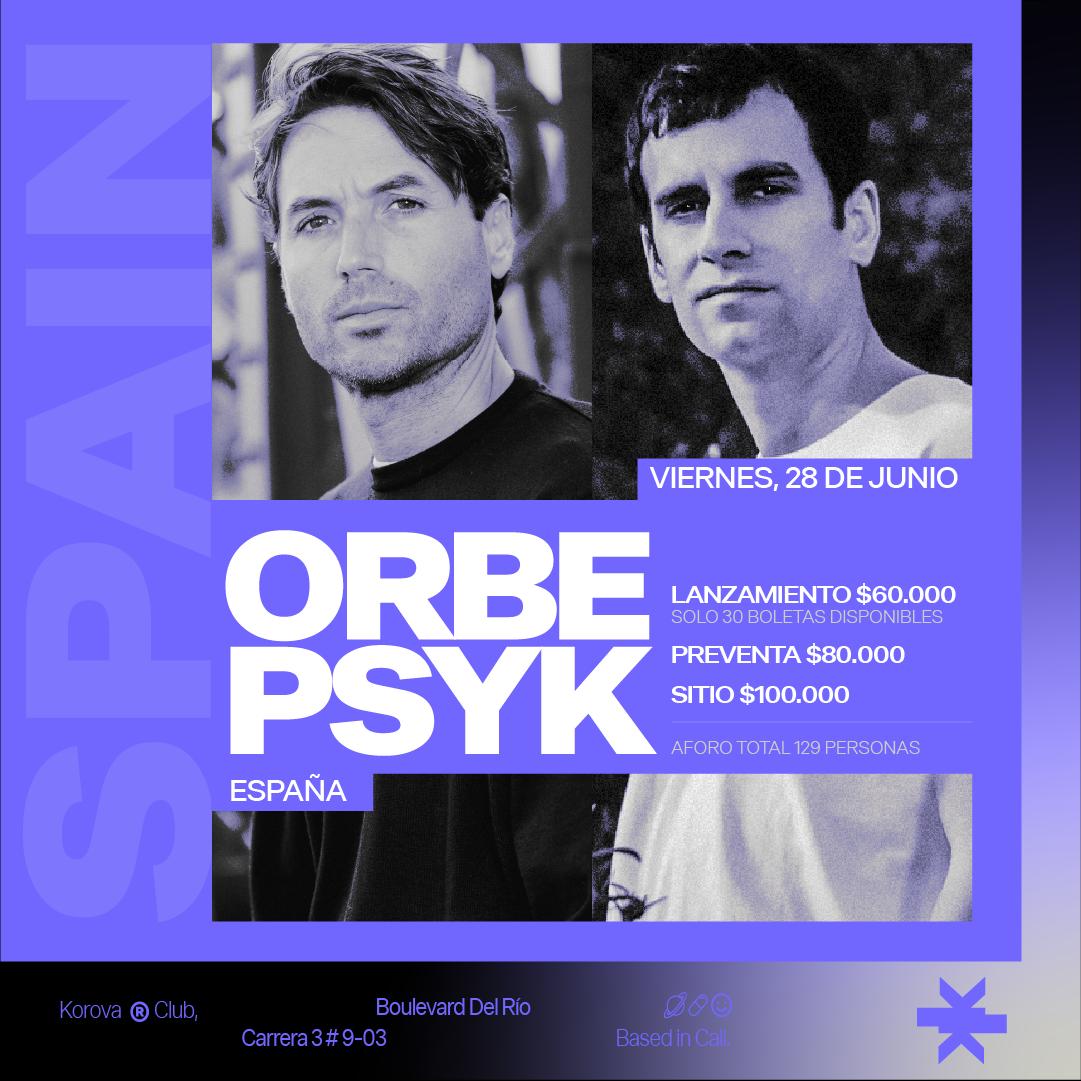 SPAIN
VIERNES, 28 DE JUNIO
ORBE
PSYK
LANZAMIENTO $60.000
SOLO 30 BOLETAS DISPONIBLES
PREVENTA $80.000
SITIO $100.000
AFORO TOTAL 129 PERSONAS
ESPAÑA
Korova ® Club,
Boulevard Del Río
Carrera 3 # 9-03
Based in Cali.